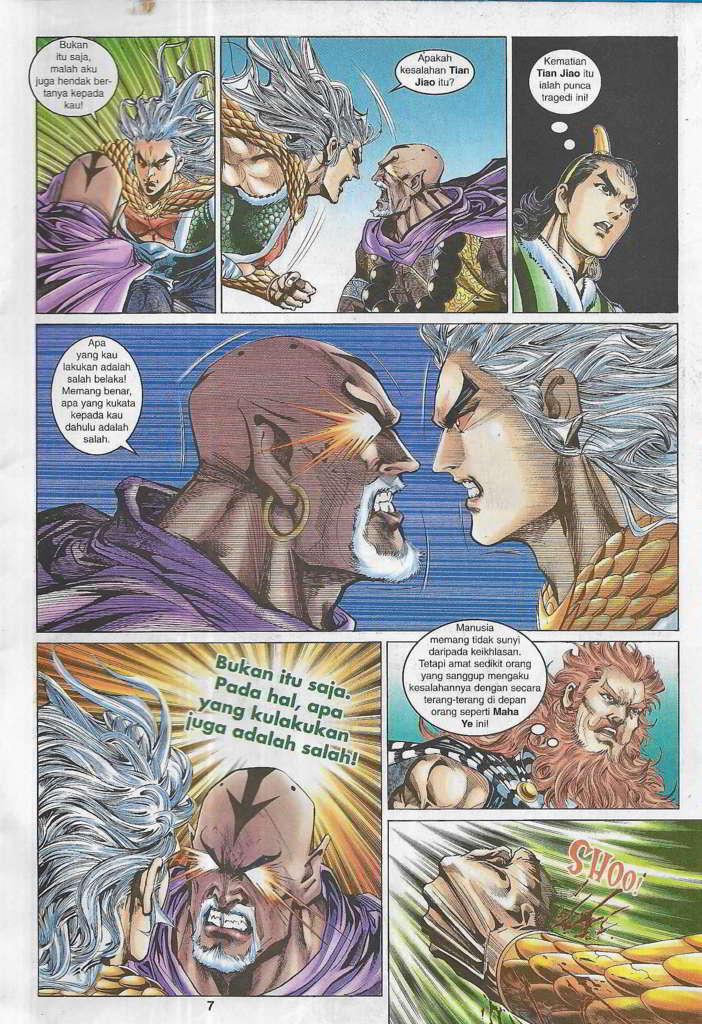 Bukan
itu saja,
malah aku
juga hendak ber-
tanya kepada
kau!
Apakah
kesalahan Tian
Jiao itu?
Kematian
Tian Jiao itu
ialah punca
tragedi ini!
Apa
yang kau
lakukan adalah
salah belaka!
Memang benar,
apa yang kukata
kepada kau
dahulu adalah
salah.
Bukan itu saja.
Pada hal, apa
yang kulakukan
juga adalah salah!
Manusia
memang tidak sunyi
daripada keikhlasan.
Tetapi amat sedikit orang
yang sanggup mengaku
kesalahannya dengan secara
terang-terang di depan
orang seperti Maha
Ye ini!
SHOO!
7